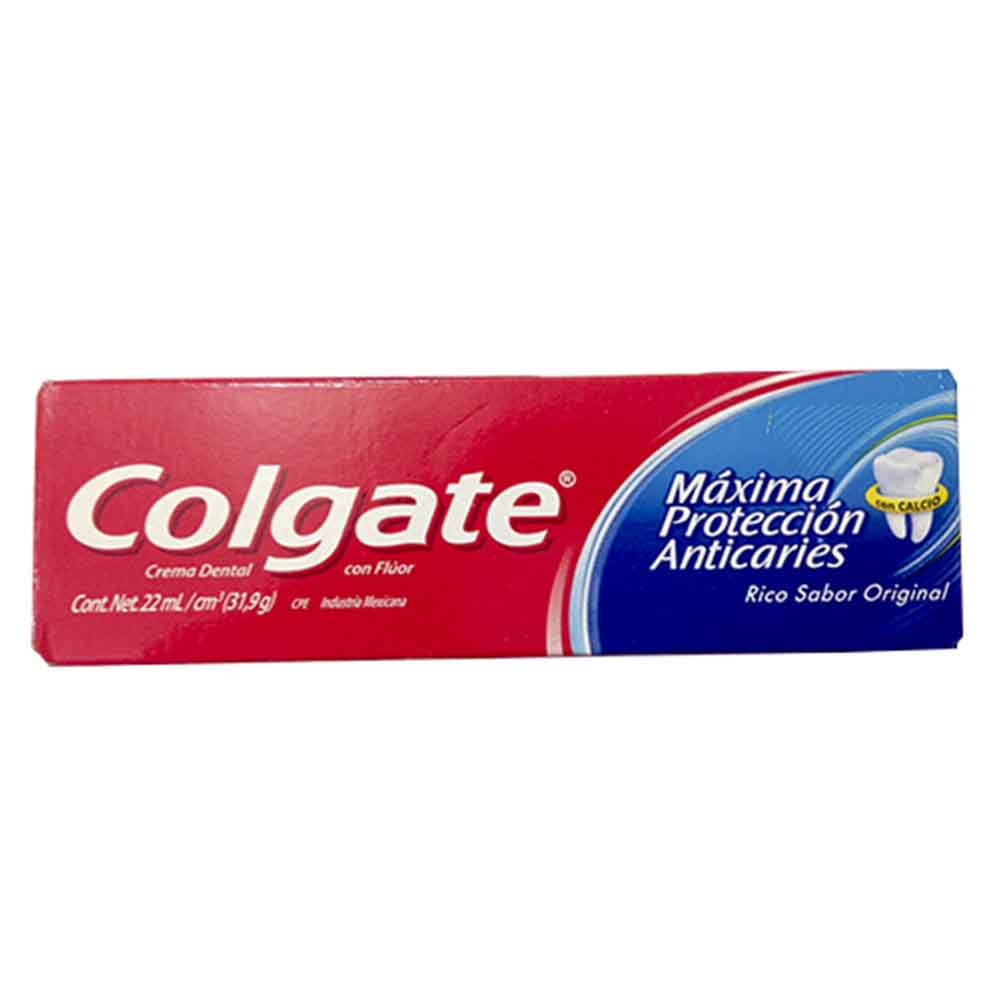 Colgate®
Crema Dental con Flúor
Cont. Net. 22 mL/cm³ (31,9 g) CPE Industria Mexicana
Máxima
Protección
Anticaries
con CALCIO
Rico Sabor Original